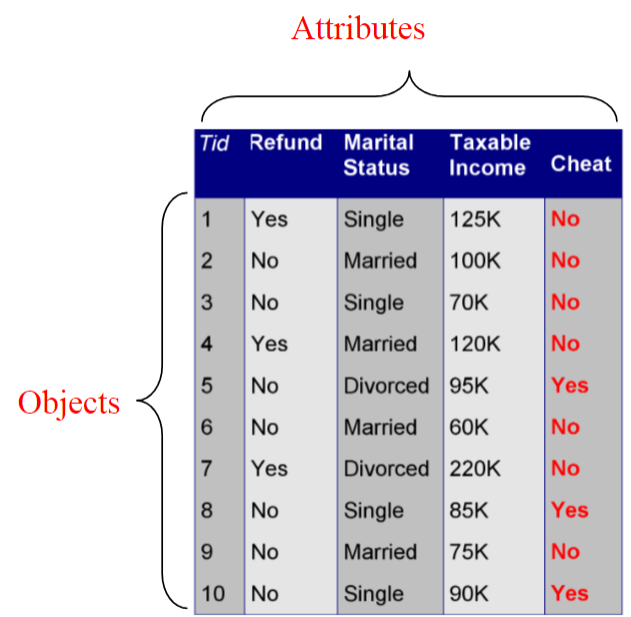 Attributes
Tid Refund Marital Status Taxable Income Cheat
1 Yes Single 125K No
2 No Married 100K No
3 No Single 70K No
4 Yes Married 120K No
5 No Divorced 95K Yes
6 No Married 60K No
7 Yes Divorced 220K No
8 No Single 85K Yes
9 No Married 75K No
10 No Single 90K Yes
Objects